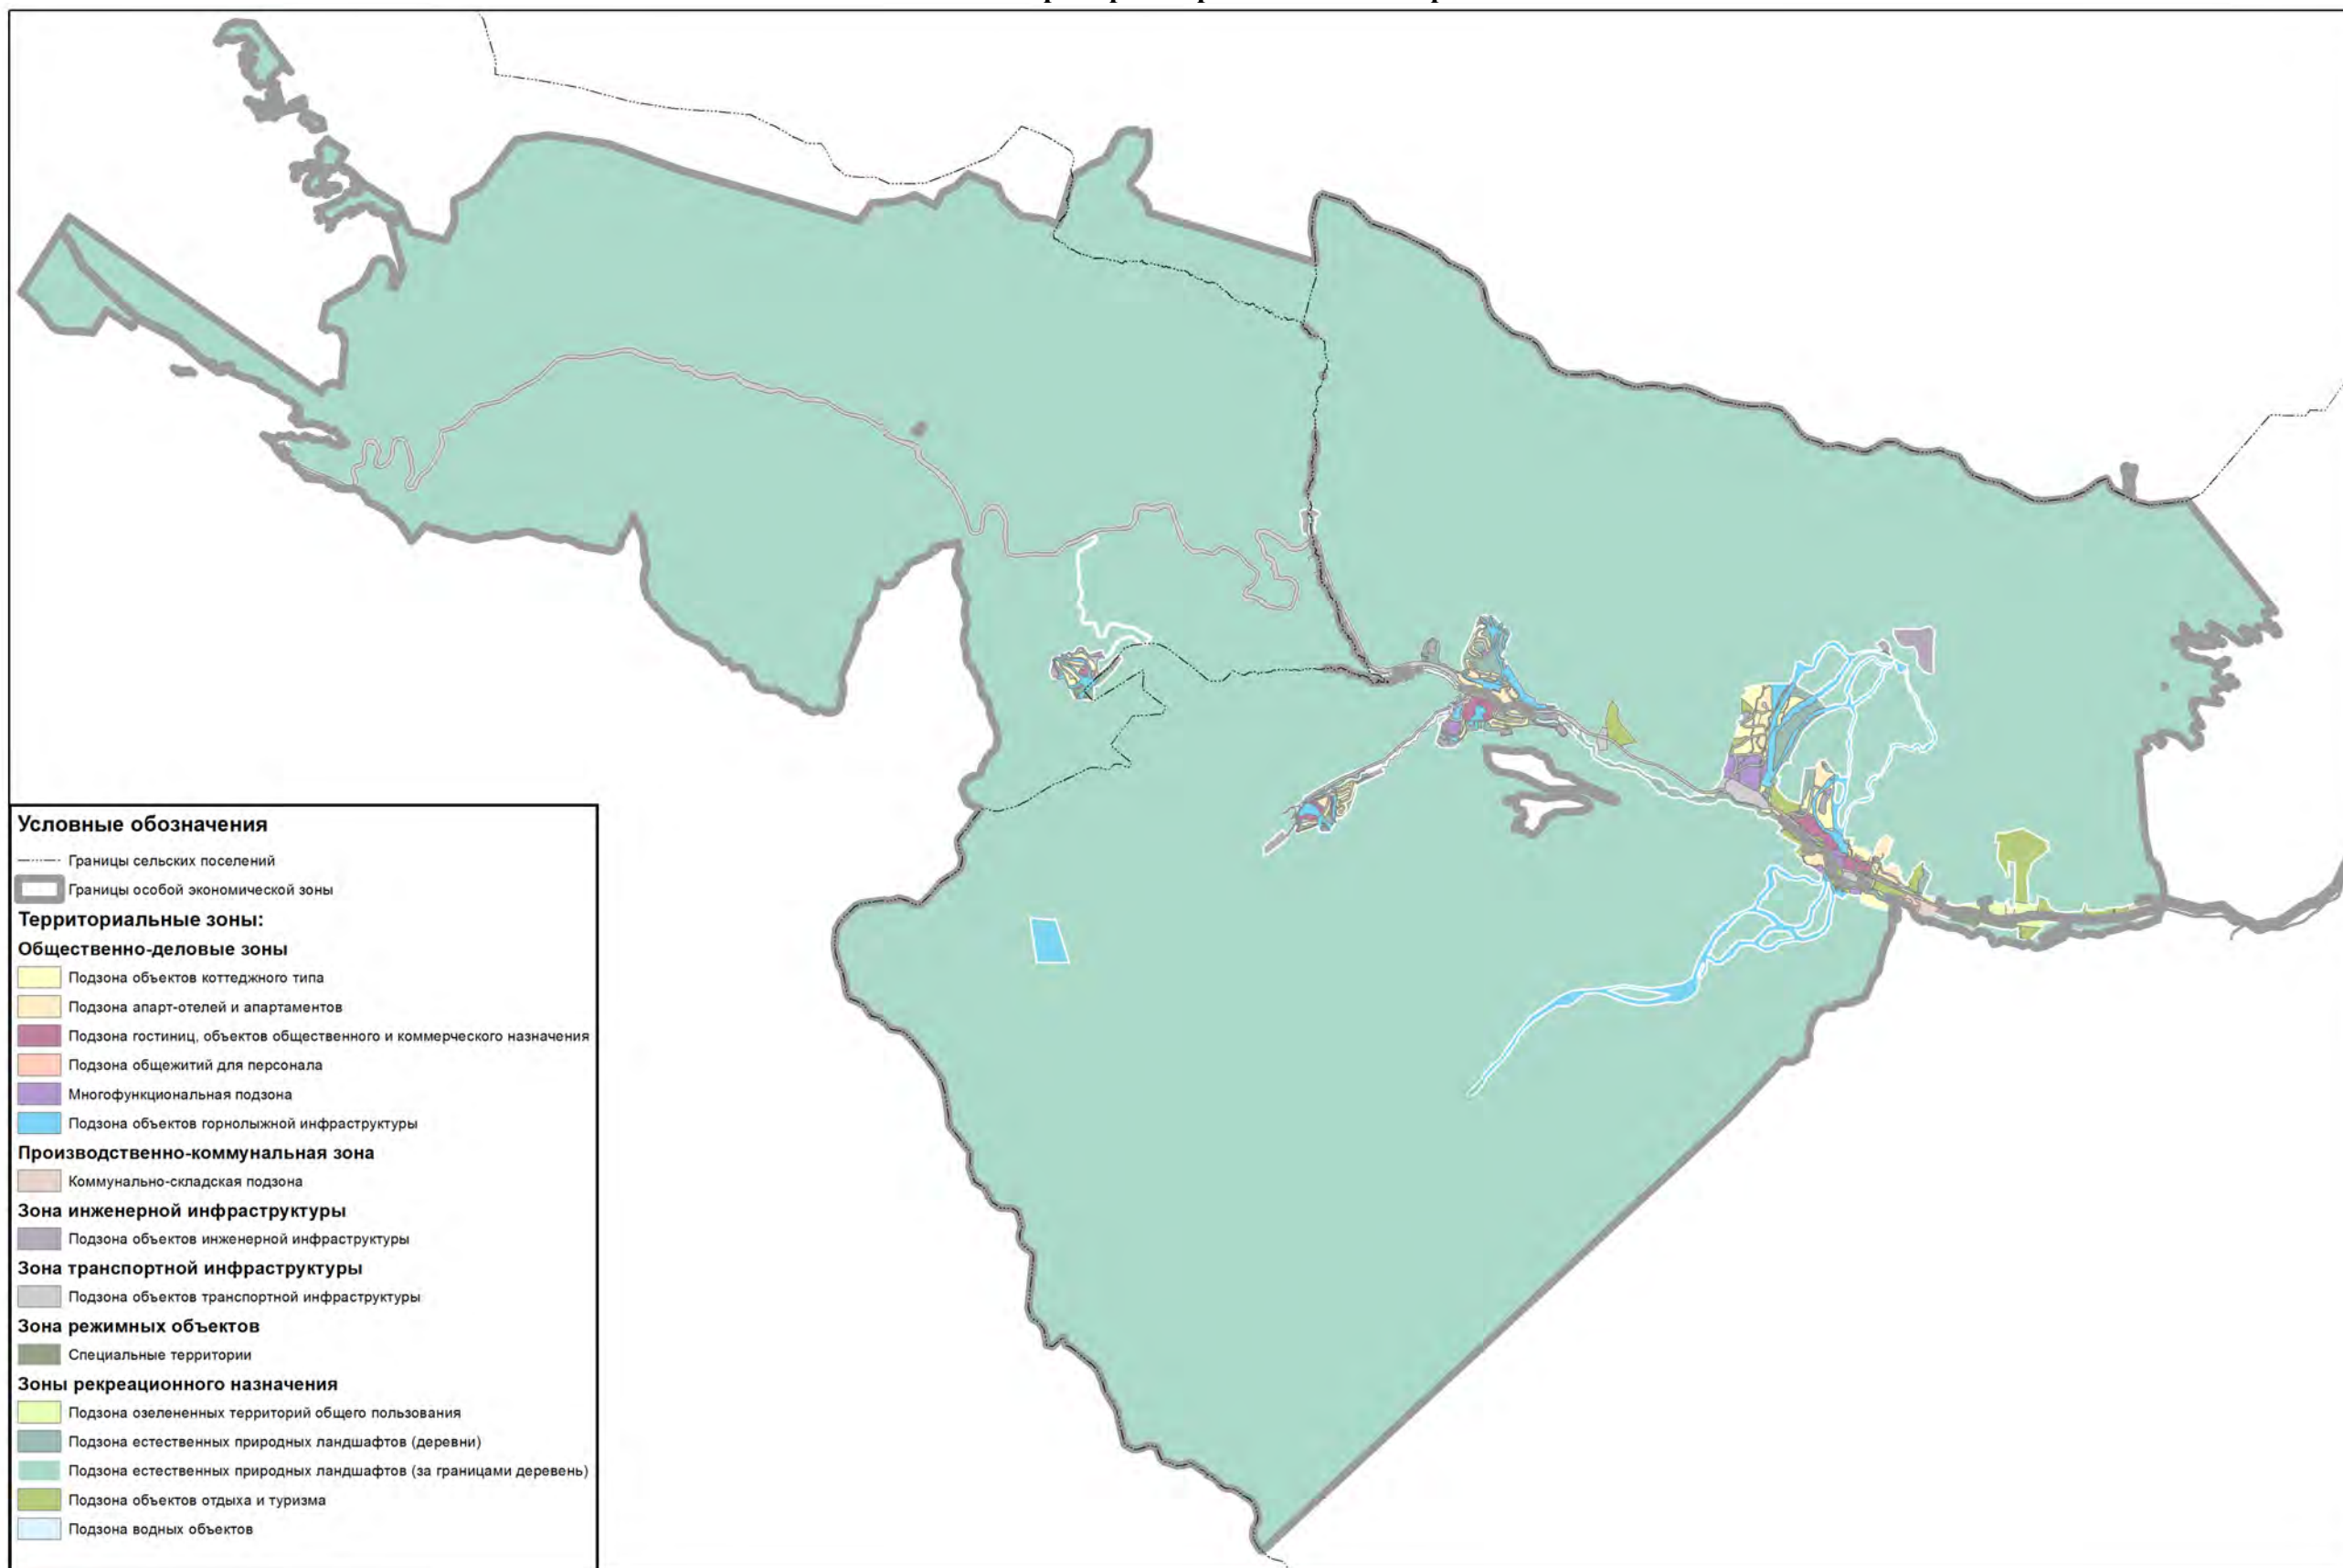 Условные обозначения
Границы сельских поселений
Границы особой экономической зоны
Территориальные зоны:
Общественно-деловые зоны
Подзона объектов коттеджного типа
Подзона апарт-отелей и апартаментов
Подзона гостиниц, объектов общественного и коммерческого назначения
Подзона общежитий для персонала
Многофункциональная подзона
Подзона объектов горнолыжной инфраструктуры
Производственно-коммунальная зона
Коммунально-складская подзона
Зона инженерной инфраструктуры
Подзона объектов инженерной инфраструктуры
Зона транспортной инфраструктуры
Подзона объектов транспортной инфраструктуры
Зона режимных объектов
Специальные территории
Зоны рекреационного назначения
Подзона озелененных территорий общего пользования
Подзона естественных природных ландшафтов (деревни)
Подзона естественных природных ландшафтов (за границами деревень)
Подзона объектов отдыха и туризма
Подзона водных объектов